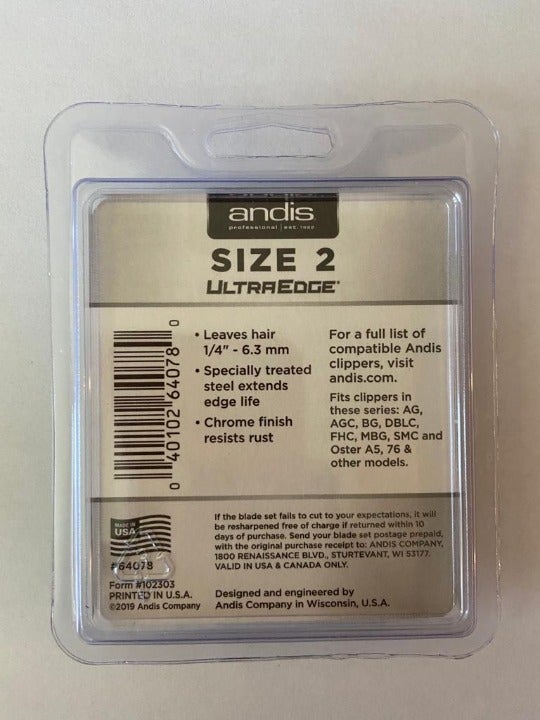 andis
professional | est. 1922
SIZE 2
ULTRAEDGE®
• Leaves hair
1/4" - 6.3 mm
• Specially treated
steel extends
edge life
• Chrome finish
resists rust
For a full list of
compatible Andis
clippers, visit
andis.com.
Fits clippers in
these series: AG,
AGC, BG, DBLC,
FHC, MBG, SMC and
Oster A5, 76 &
other models.
0 40102 64078 0
MADE IN
USA
#64078
Form #102303
PRINTED IN U.S.A.
©2019 Andis Company
If the blade set fails to cut to your expectations, it will
be resharpened free of charge if returned within 10
days of purchase. Send your blade set postage prepaid,
with the original purchase receipt to: ANDIS COMPANY,
1800 RENAISSANCE BLVD., STURTEVANT, WI 53177.
VALID IN USA & CANADA ONLY.
Designed and engineered by
Andis Company in Wisconsin, U.S.A.